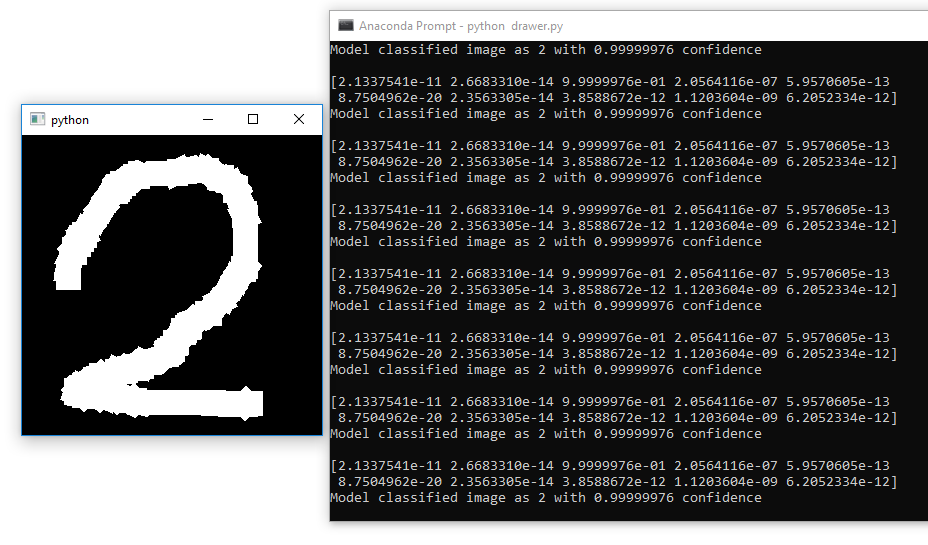 python
2
Anaconda Prompt - python drawer.py
Model classified image as 2 with 0.99999976 confidence
[2.1337541e-11 2.6683310e-14 9.9999976e-01 2.0564116e-07 5.9570605e-13
8.7504962e-20 2.3563305e-14 3.8588672e-12 1.1203604e-09 6.2052334e-12]
Model classified image as 2 with 0.99999976 confidence
[2.1337541e-11 2.6683310e-14 9.9999976e-01 2.0564116e-07 5.9570605e-13
8.7504962e-20 2.3563305e-14 3.8588672e-12 1.1203604e-09 6.2052334e-12]
Model classified image as 2 with 0.99999976 confidence
[2.1337541e-11 2.6683310e-14 9.9999976e-01 2.0564116e-07 5.9570605e-13
8.7504962e-20 2.3563305e-14 3.8588672e-12 1.1203604e-09 6.2052334e-12]
Model classified image as 2 with 0.99999976 confidence
[2.1337541e-11 2.6683310e-14 9.9999976e-01 2.0564116e-07 5.9570605e-13
8.7504962e-20 2.3563305e-14 3.8588672e-12 1.1203604e-09 6.2052334e-12]
Model classified image as 2 with 0.99999976 confidence
[2.1337541e-11 2.6683310e-14 9.9999976e-01 2.0564116e-07 5.9570605e-13
8.7504962e-20 2.3563305e-14 3.8588672e-12 1.1203604e-09 6.2052334e-12]
Model classified image as 2 with 0.99999976 confidence
[2.1337541e-11 2.6683310e-14 9.9999976e-01 2.0564116e-07 5.9570605e-13
8.7504962e-20 2.3563305e-14 3.8588672e-12 1.1203604e-09 6.2052334e-12]
Model classified image as 2 with 0.99999976 confidence
[2.1337541e-11 2.6683310e-14 9.9999976e-01 2.0564116e-07 5.9570605e-13
8.7504962e-20 2.3563305e-14 3.8588672e-12 1.1203604e-09 6.2052334e-12]
Model classified image as 2 with 0.99999976 confidence